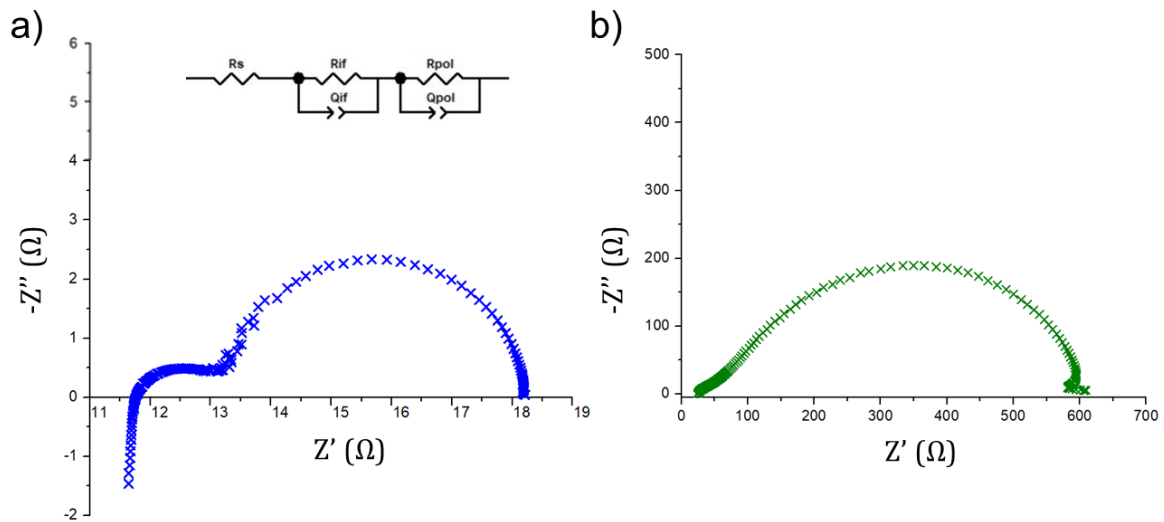 a)
6
5
4
3
2
1
0
-1
-2
-Z′′ (Ω)
Rs
Rif
Rpol
Qif
Qpol
11 12 13 14 15 16 17 18 19
Z′ (Ω)
b)
500
400
300
200
100
0
-Z′′ (Ω)
0 100 200 300 400 500 600 700
Z′ (Ω)